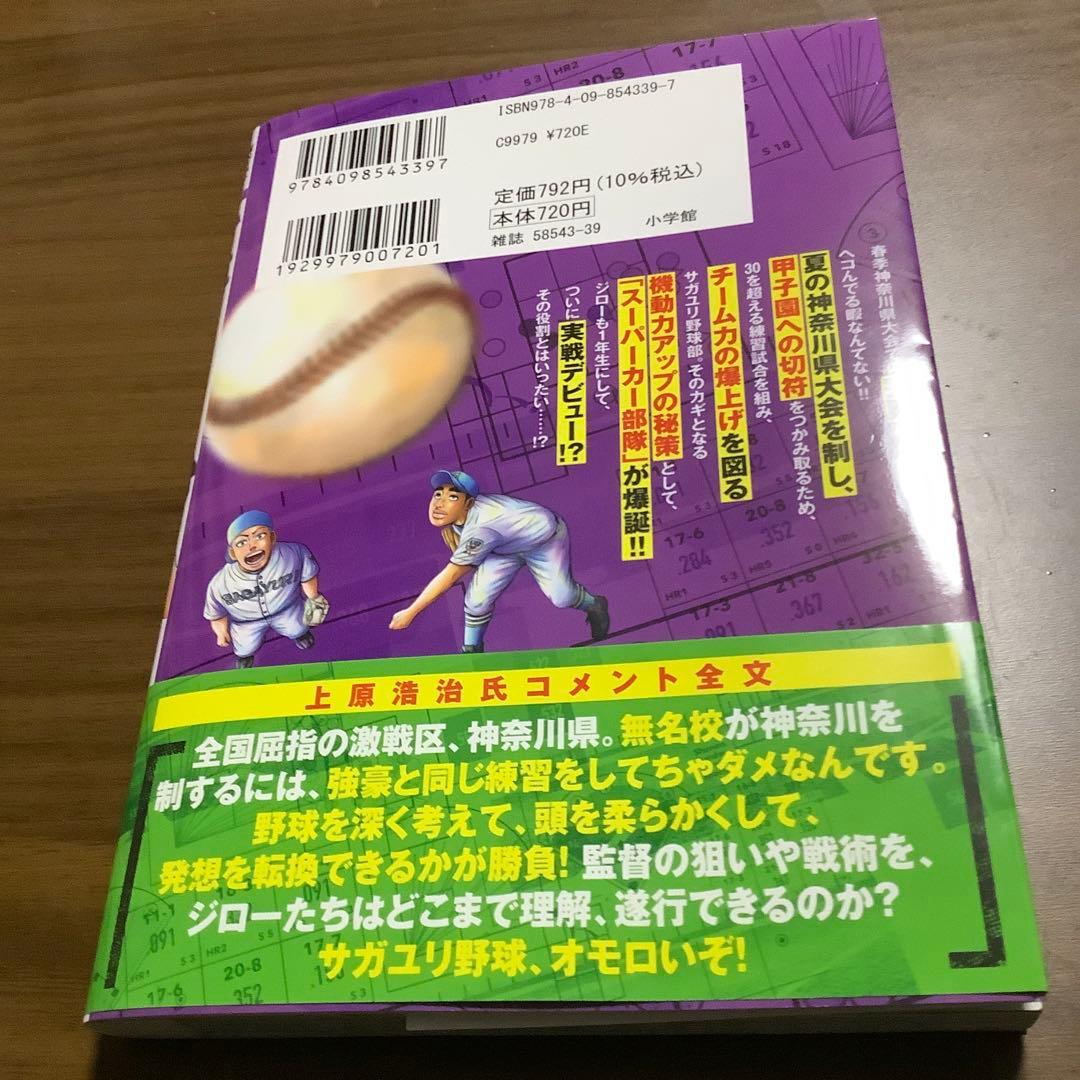 ISBN978-4-09-854339-7
C9979 ¥720E
9784098543397
定価792円(10%税込)
本体720円
雑誌 58543-39
小学館
1929979007201
③
春季神奈川県大会
ヘコんでる暇なんてない!!
夏の神奈川県大会を制し、
甲子園への切符をつかみ取るため、
30を超える練習試合を組み、
チーム力の爆上げを図る
サガユリ野球部。そのカギとなる
機動力アップの秘策として、
「スーパーカー部隊」が爆誕!!
ジローも1年生にして、
ついに実戦デビュー!?
その役割とはいったい……!?
上原浩治氏コメント全文
全国屈指の激戦区、神奈川県。無名校が神奈川を
制するには、強豪と同じ練習をしてちゃダメなんです。
野球を深く考えて、頭を柔らかくして、
発想を転換できるかが勝負!監督の狙いや戦術を、
ジローたちはどこまで理解、遂行できるのか?
サガユリ野球、オモロいぞ!